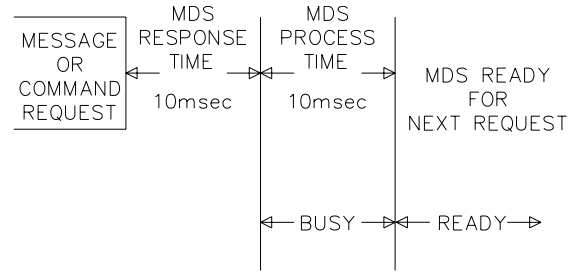 MESSAGE
OR
COMMAND
REQUEST
MDS
RESPONSE
TIME
10msec
MDS
PROCESS
TIME
10msec
MDS READY
FOR
NEXT REQUEST
BUSY
READY